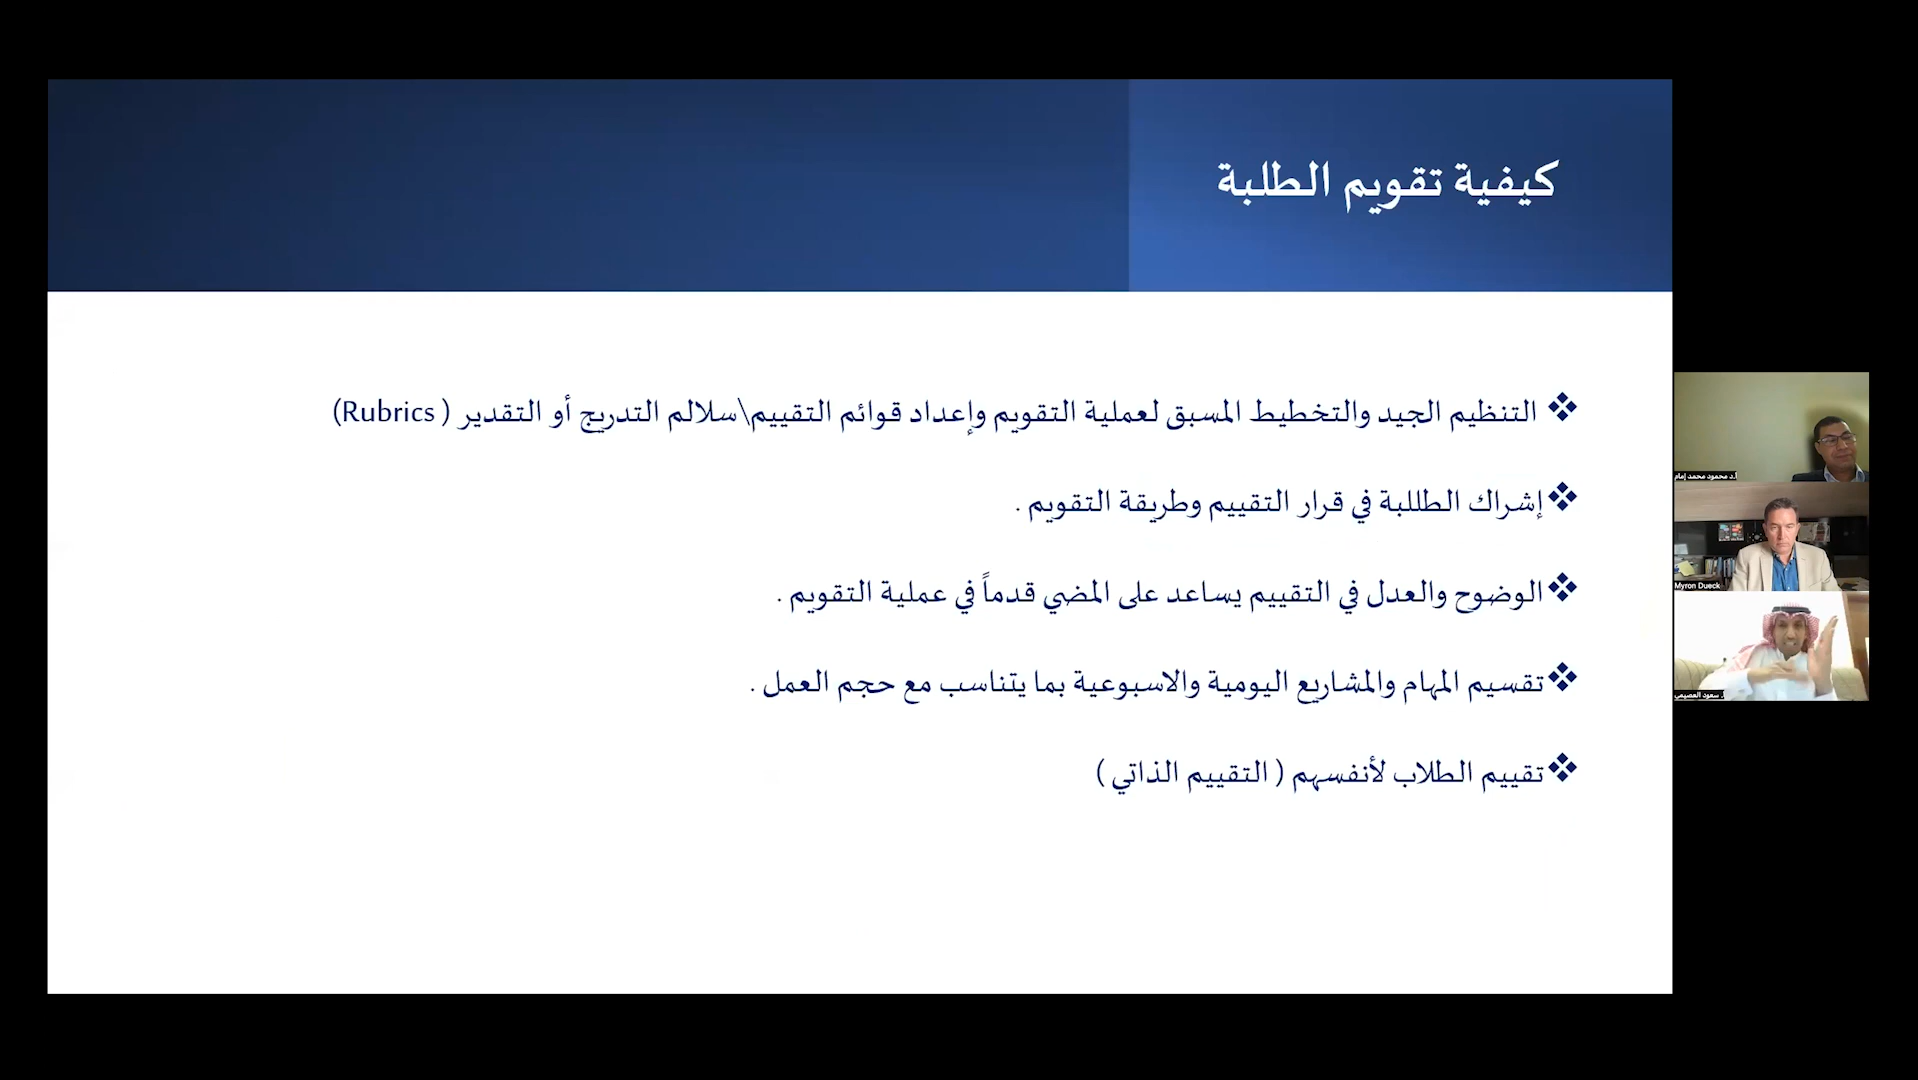 كيفية تقويم الطلبة
❖ التنظيم الجيد والتخطيط المسبق لعملية التقويم وإعداد قوائم التقييم\سلالم التدريج أو التقدير ( Rubrics)
❖إشراك الطللبة في قرار التقييم وطريقة التقويم .
❖الوضوح والعدل في التقييم يساعد على المضي قدماً في عملية التقويم .
❖تقسيم المهام والمشاريع اليومية والاسبوعية بما يتناسب مع حجم العمل .
❖تقييم الطلاب لأنفسهم ( التقييم الذاتي )
أ.د محمود محمد إمام
Myron Dueck
د. سعود العصيمي